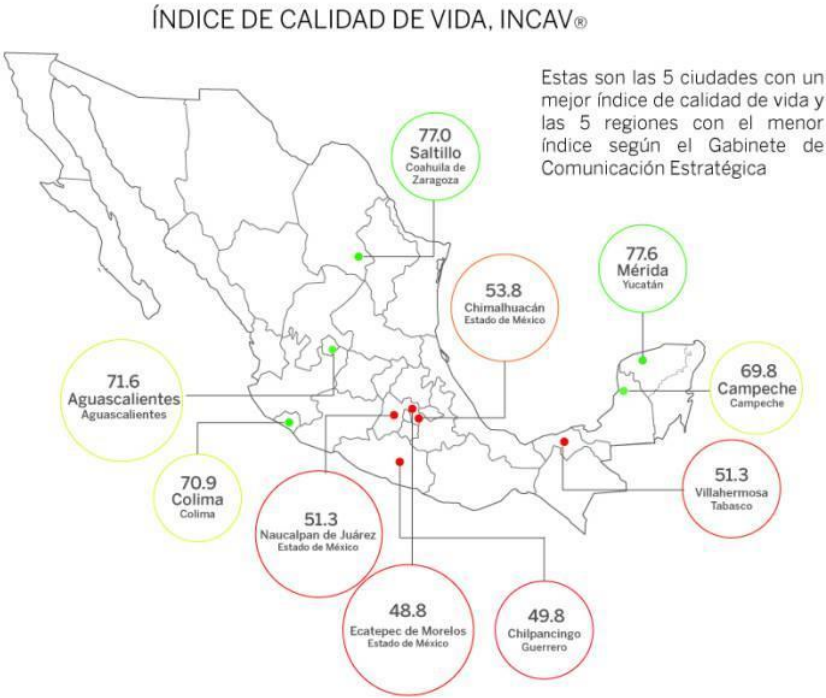 ÍNDICE DE CALIDAD DE VIDA, INCAV®
Estas son las 5 ciudades con un
mejor índice de calidad de vida y
las 5 regiones con el menor
índice según el Gabinete de
Comunicación Estratégica
77.0
Saltillo
Coahuila de
Zaragoza
77.6
Mérida
Yucatán
53.8
Chimalhuacán
Estado de México
71.6
Aguascalientes
Aguascalientes
69.8
Campeche
Campeche
70.9
Colima
Colima
51.3
Villahermosa
Tabasco
51.3
Naucalpan de Juárez
Estado de México
48.8
Ecatepec de Morelos
Estado de México
49.8
Chilpancingo
Guerrero